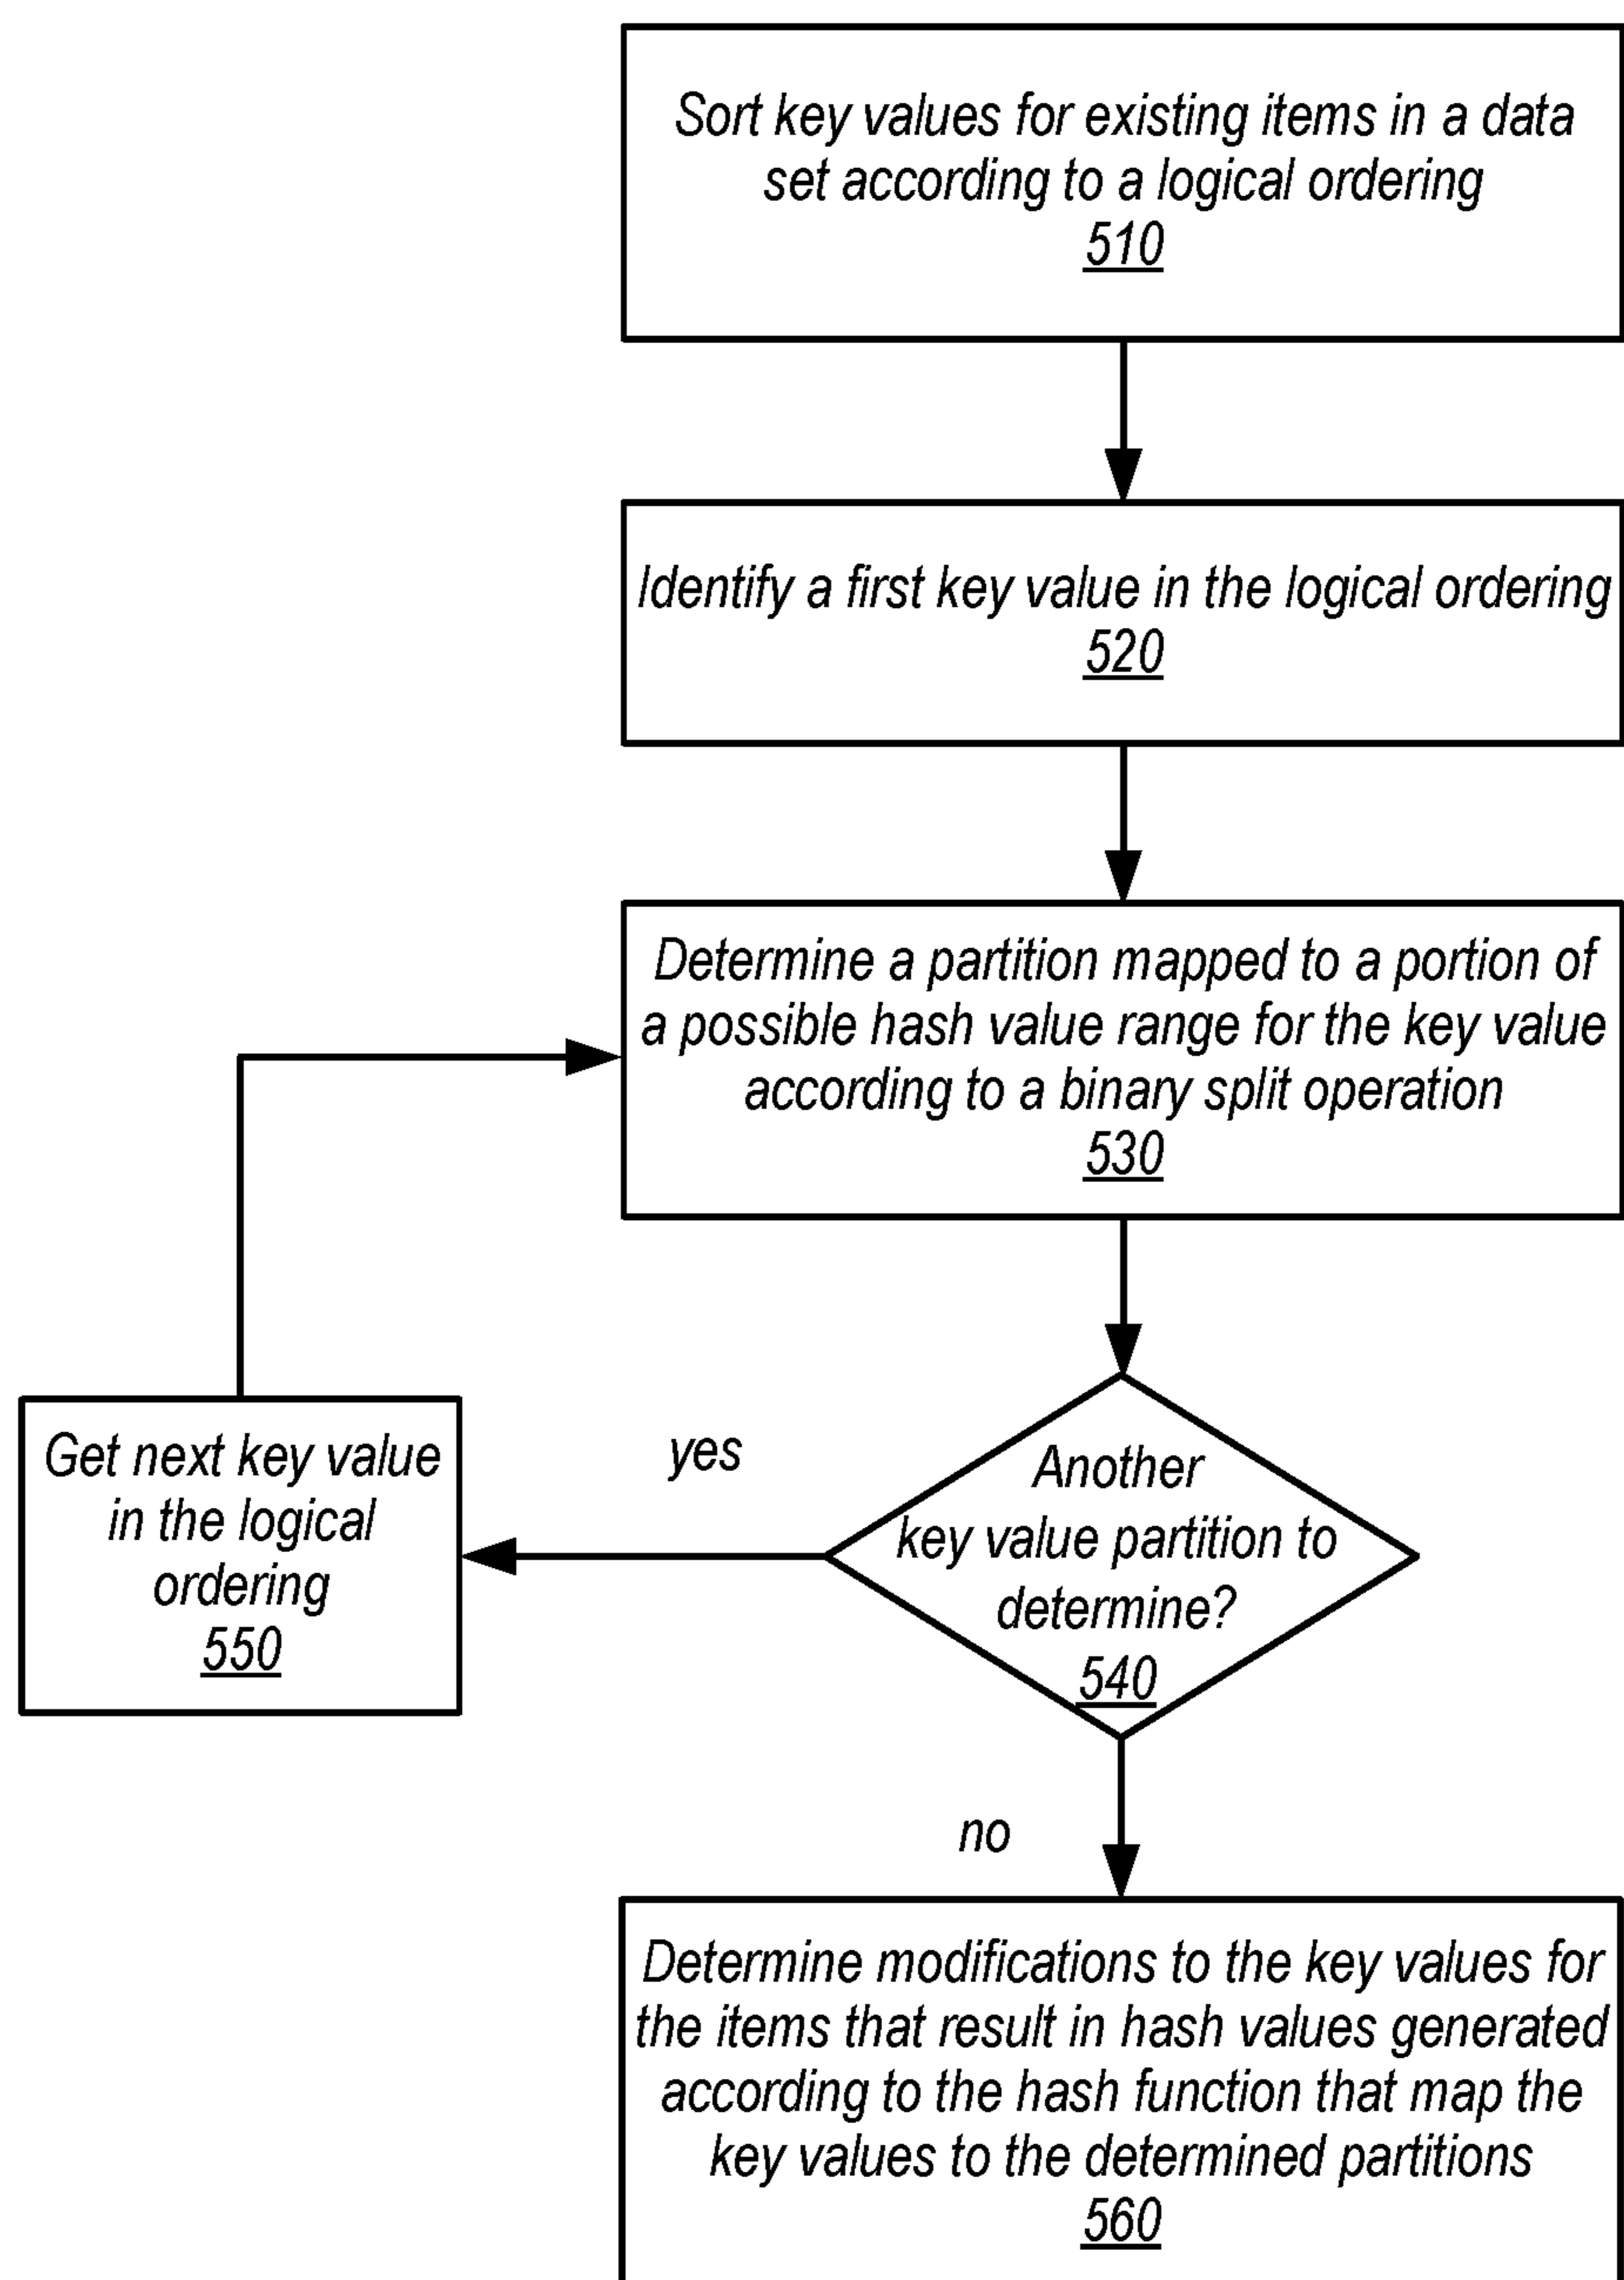 Sort key values for existing items in a data
set according to a logical ordering
510
Identify a first key value in the logical ordering
520
Determine a partition mapped to a portion of
a possible hash value range for the key value
according to a binary split operation
530
Another
key value partition to
determine?
540
yes
Get next key value
in the logical
ordering
550
no
Determine modifications to the key values for
the items that result in hash values generated
according to the hash function that map the
key values to the determined partitions
560